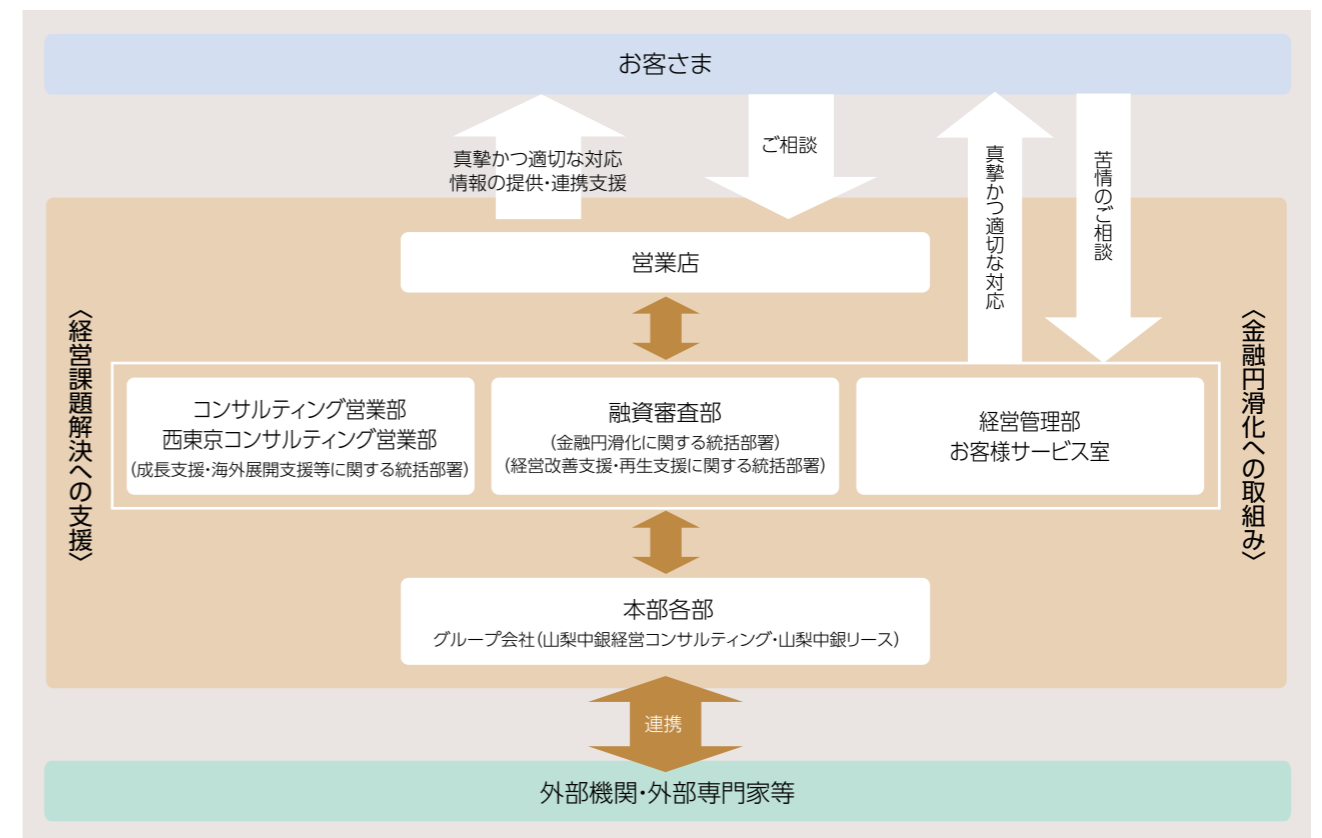 お客さま
真摯かつ適切な対応
情報の提供・連携支援
ご相談
真摯かつ適切な対応
苦情のご相談
営業店
〈経営課題解決への支援〉
コンサルティング営業部
西東京コンサルティング営業部
(成長支援・海外展開支援等に関する統括部署)
融資審査部
(金融円滑化に関する統括部署)
(経営改善支援・再生支援に関する統括部署)
経営管理部
お客様サービス室
〈金融円滑化への取組み〉
本部各部
グループ会社(山梨中銀経営コンサルティング・山梨中銀リース)
連携
外部機関・外部専門家等